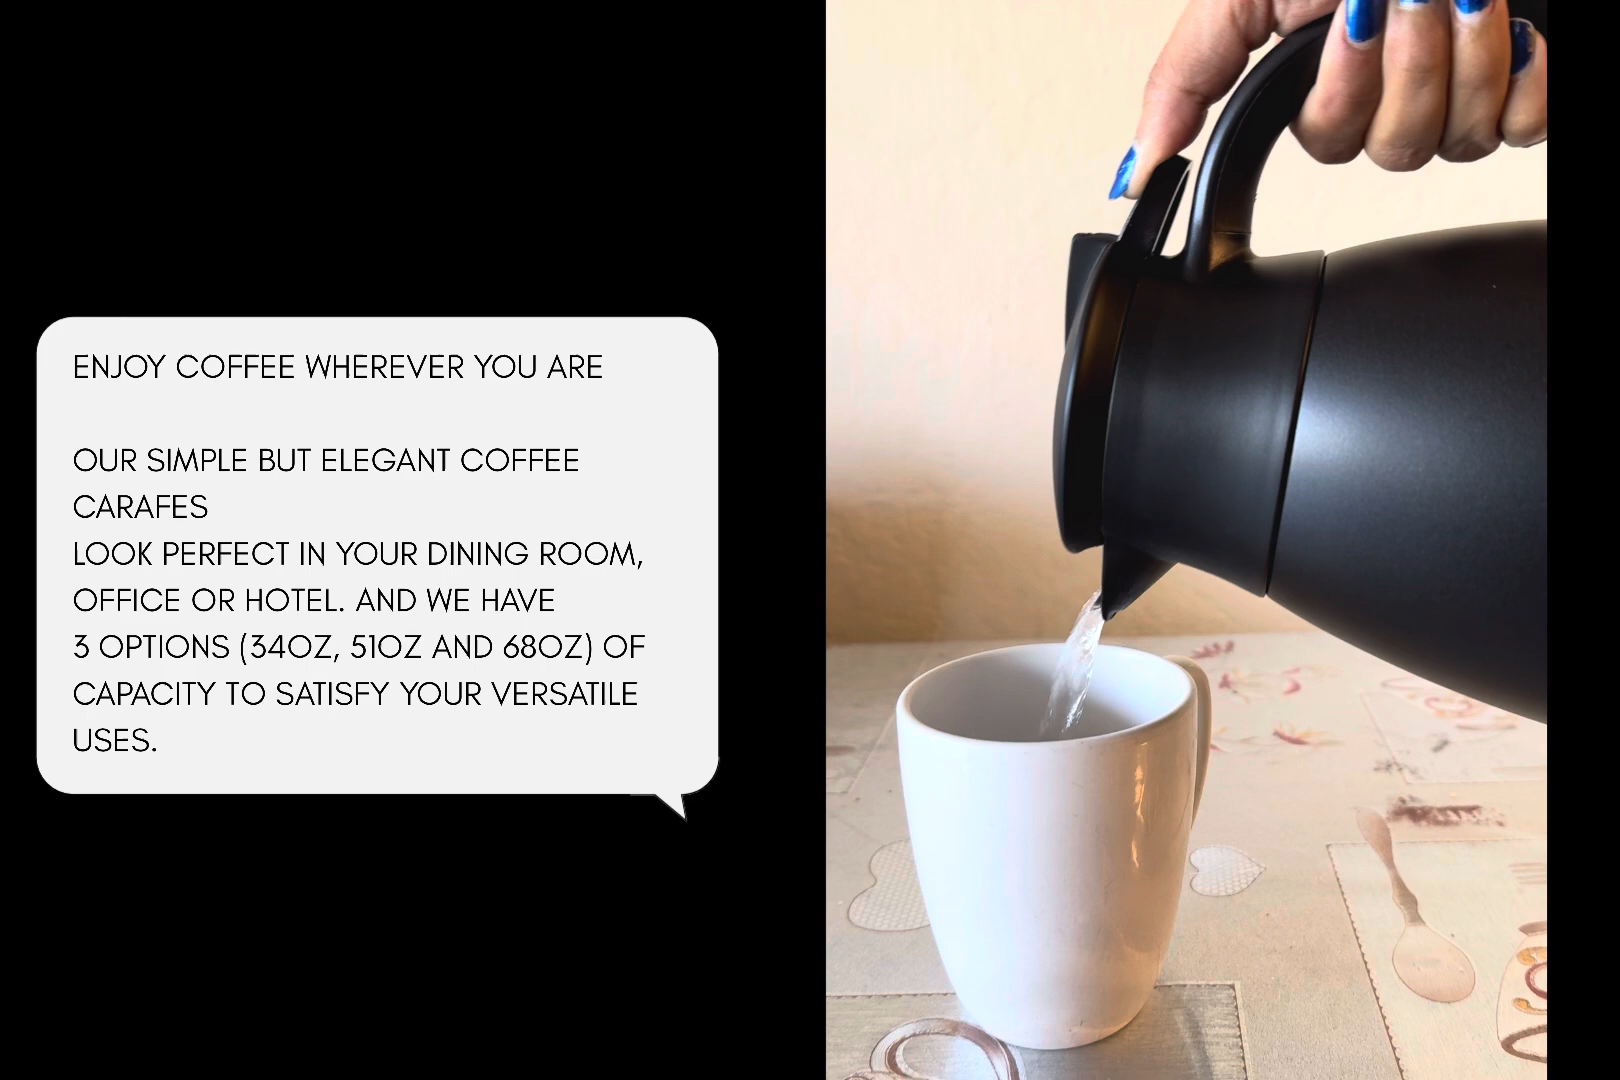 ENJOY COFFEE WHEREVER YOU ARE
OUR SIMPLE BUT ELEGANT COFFEE
CARAFES
LOOK PERFECT IN YOUR DINING ROOM,
OFFICE OR HOTEL. AND WE HAVE
3 OPTIONS (34OZ, 51OZ AND 68OZ) OF
CAPACITY TO SATISFY YOUR VERSATILE
USES.